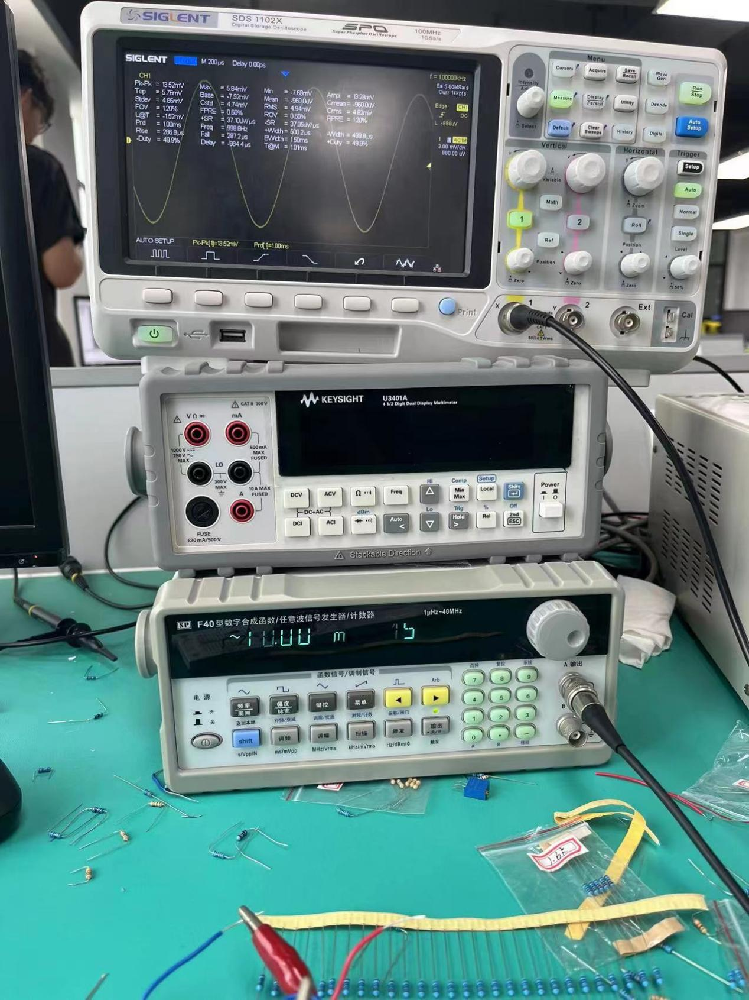 SIGLENT
SDS 1102X
Digital Storage Oscilloscope
SPO
Super Phosphor Oscilloscope
100MHz
1GSa/s
SIGLENT
M 200μs
Delay 0.00ps
CH1
Pk-Pk = 13.52mV
Max = 5.84mV
Min = -7.68mV
Ampl = 13.28mV
Top = 5.76mV
Base = -7.52mV
Mean = -960.0uV
Cmean = -960.0uV
Stdev = 4.86mV
Cstd = 4.74mV
RMS = 4.94mV
Crms = 4.82mV
FOV = 1.20%
FPRE = 0.60%
ROV = 0.60%
RPRE = 1.20%
L@T = -1.52mV
+SR = 37.10uV/μs
-SR = 37.05uV/μs
Prd = 1.00ms
Freq = 998.8Hz
+Width = 500.2μs
-Width = 499.8μs
Rise = 286.8μs
Fall = 287.2μs
BWidth = 1.50ms
+Duty = 49.9%
-Duty = 49.9%
Delay = -984.4μs
T@M = 1.01ms
f = 1.00000kHz
Sa 5.00MSa/s
Curr 14kpts
Edge CH1
DC
L -880uV
1 AC1M
2.00 mV/div
880.00 uV
AUTO SETUP
Pk-Pk[1]=13.52mV
Prd[1]=1.00ms
Menu
Intensity
Select
Cursors
Acquire
Save
Recall
Wave
Gen
Run
Stop
Measure
Display
Persist
Utility
Decode
Default
Clear
Sweeps
History
Digital
Auto
Setup
Vertical
Horizontal
Trigger
Variable
Math
Zoom
Setup
Auto
Normal
1
2
Roll
Single
Ref
Position
Position
Level
Zero
Zero
Zero
50%
Print
X
1
Y
2
Ext
Cal
KEYSIGHT
U3401A
4 1/2 Digit Dual Display Multimeter
CAT II 300V
V Ω
mA
1000V
750V
MAX
500mA
MAX
FUSED
LO
300V
MAX
10A MAX
FUSED
A
FUSE
630 mA/500 V
Hi
Comp
Setup
DCV
ACV
Ω
Freq
Min
Max
Local
Shift
Power
I
O
DC+AC
dBm
Lo
Trig
%
Off
DCI
ACI
Auto
<
Hold
>
Rel
2nd
ESC
Stackable Direction
F40型数字合成函数/任意波信号发生器/计数器
1μHz-40MHz
~10.00 m
函数信号/调制信号
A 输出
电源
开
关
Arb
点频
复位
系统
频率
周期
幅度
脉宽
键控
菜单
7
8
9
返回本地
存储/衰减
调用/低通
测频/计数
偏移/闸门
4
5
6
shift
调频
调幅
扫描
猝发
输出
1
2
3
s/Vpp/N
ms/mVpp
MHz/Vrms
kHz/mVrms
Hz/dBm/Φ
触发
0
•
−
A
B
移相
B
1.6k